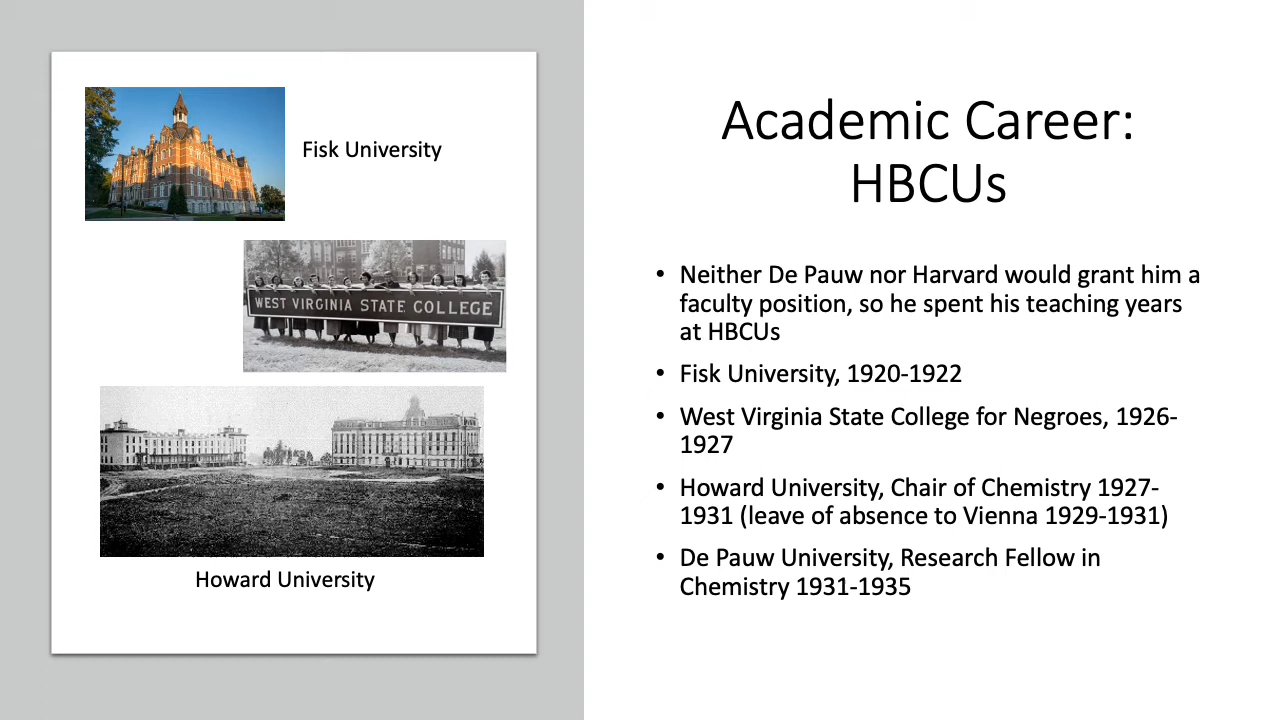 Fisk University
WEST VIRGINIA STATE COLLEGE
Howard University
Academic Career:
HBCUs
• Neither De Pauw nor Harvard would grant him a
faculty position, so he spent his teaching years
at HBCUs
• Fisk University, 1920-1922
• West Virginia State College for Negroes, 1926-
1927
• Howard University, Chair of Chemistry 1927-
1931 (leave of absence to Vienna 1929-1931)
• De Pauw University, Research Fellow in
Chemistry 1931-1935